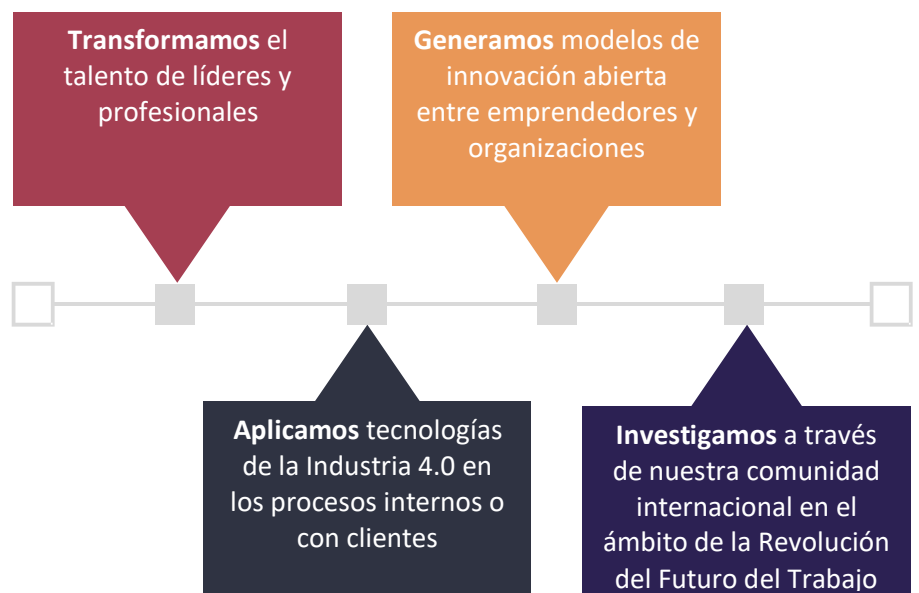 Transformamos el
talento de líderes y
profesionales
Generamos modelos de
innovación abierta
entre emprendedores y
organizaciones
Aplicamos tecnologías
de la Industria 4.0 en
los procesos internos o
con clientes
Investigamos a través
de nuestra comunidad
internacional en el
ámbito de la Revolución
del Futuro del Trabajo